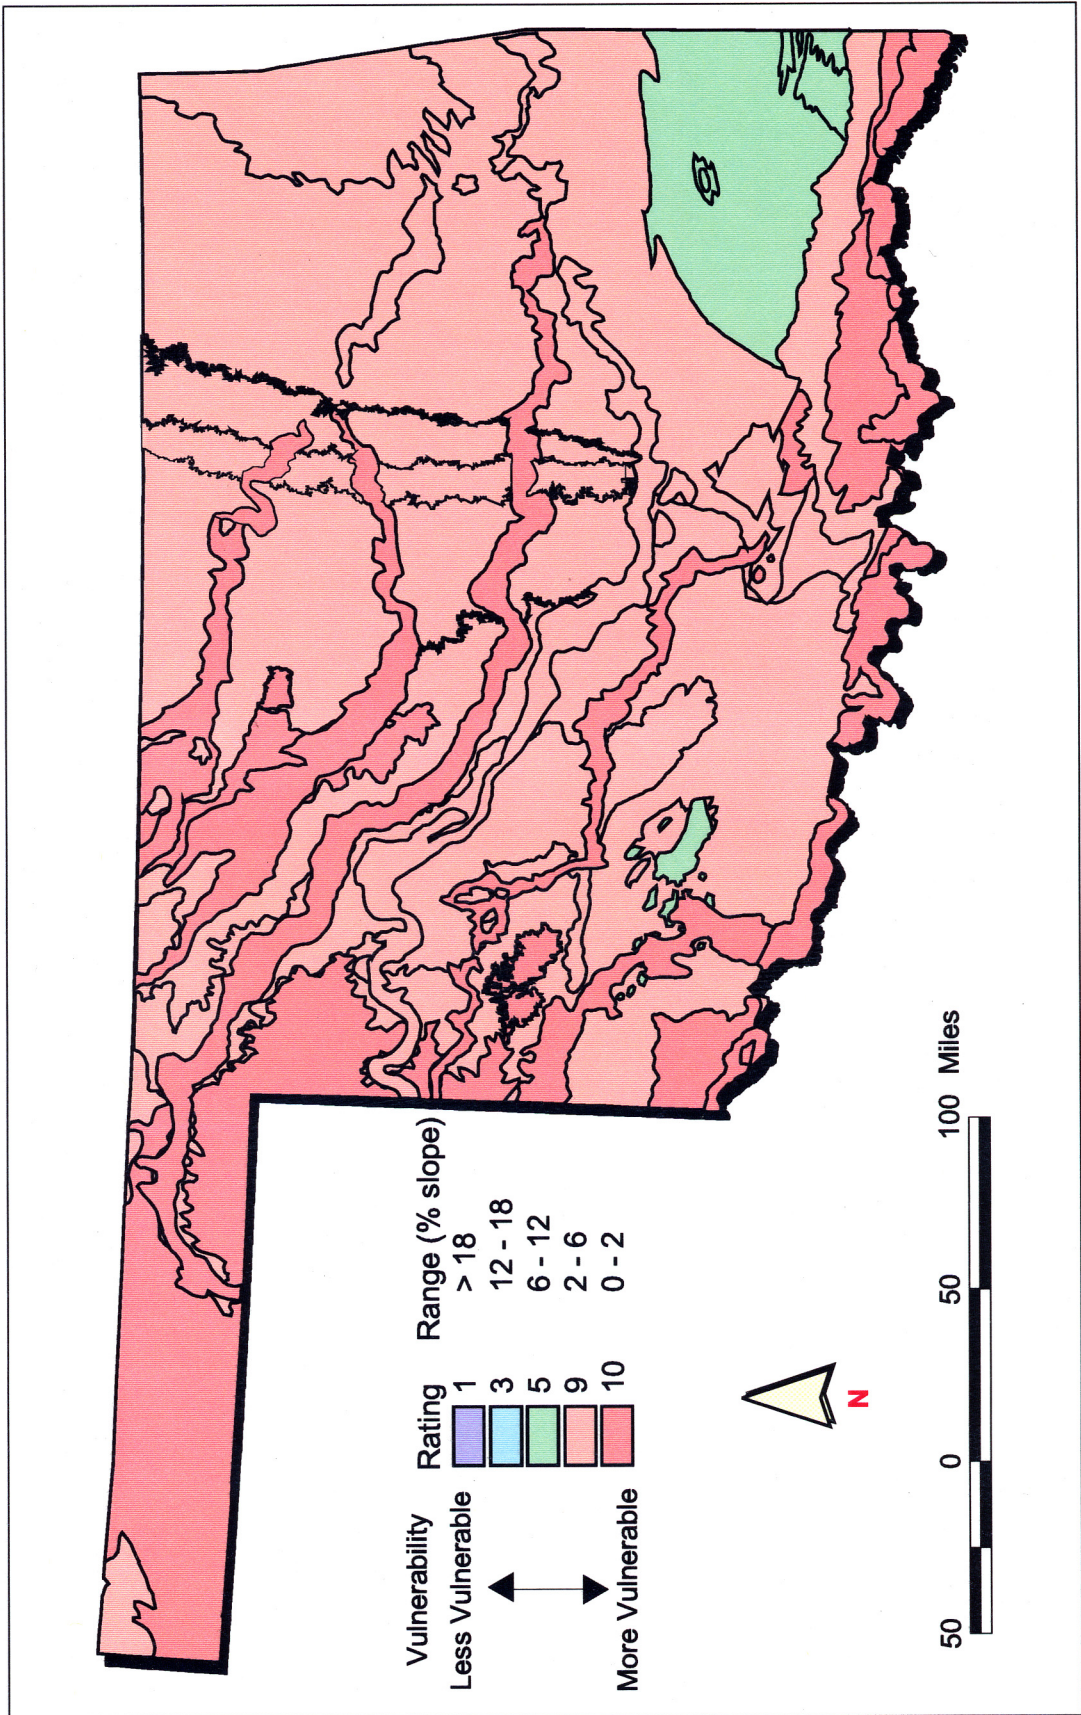 Vulnerability Rating Range (% slope)
Less Vulnerable 1 > 18
3 12 - 18
5 6 - 12
9 2 - 6
More Vulnerable 10 0 - 2
N
50 0 50 100 Miles